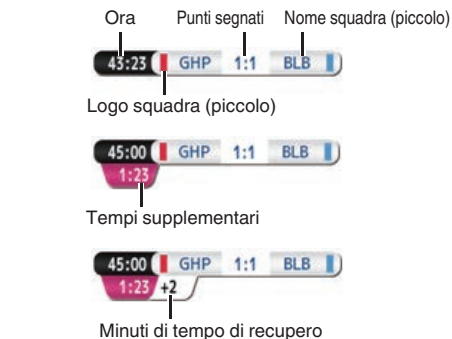 Ora Punti segnati Nome squadra (piccolo)
43:23 GHP 1:1 BLB
Logo squadra (piccolo)
45:00 GHP 1:1 BLB
1:23
Tempi supplementari
45:00 GHP 1:1 BLB
1:23 +2
Minuti di tempo di recupero